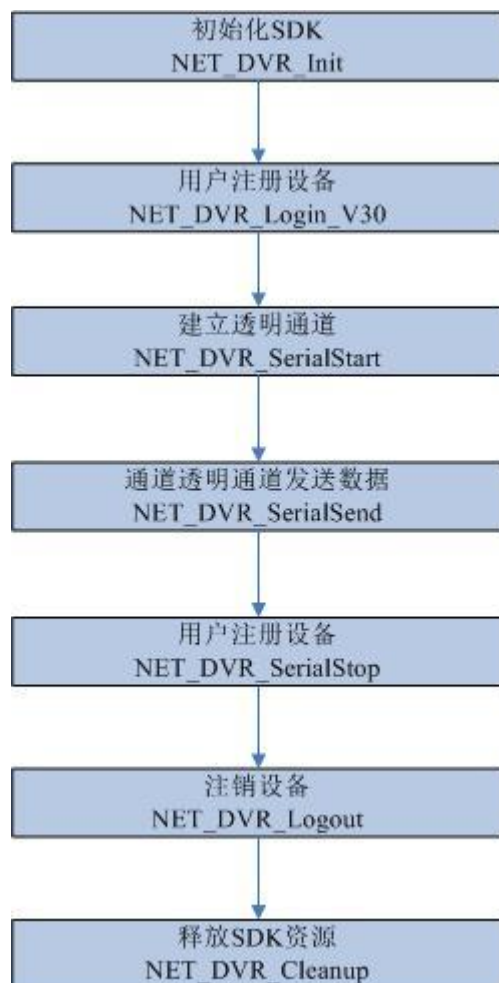 初始化SDK
NET_DVR_Init
用户注册设备
NET_DVR_Login_V30
建立透明通道
NET_DVR_SerialStart
通道透明通道发送数据
NET_DVR_SerialSend
用户注册设备
NET_DVR_SerialStop
注销设备
NET_DVR_Logout
释放SDK资源
NET_DVR_Cleanup